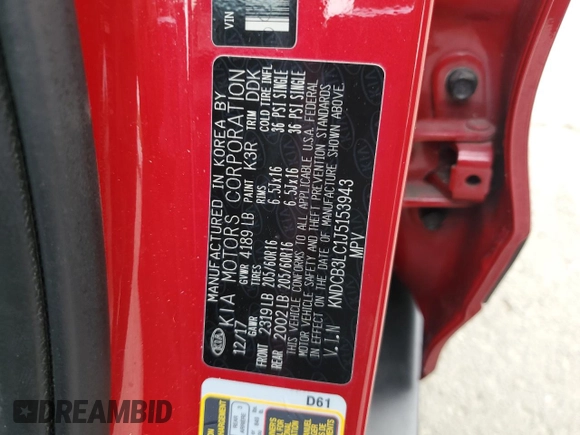 VIN
MANUFACTURED IN KOREA BY
KIA MOTORS CORPORATION
KIA
12/17 GVWR 4189 LB PAINT K3R TRIM DDK
GAWR TIRES RIMS COLD TIRE INFL
FRONT 2319 LB 205/60R16 6.5Jx16 36 PSI SINGLE
REAR 2002 LB 205/60R16 6.5Jx16 36 PSI SINGLE
THIS VEHICLE CONFORMS TO ALL APPLICABLE U.S.A. FEDERAL
MOTOR VEHICLE SAFETY AND THEFT PREVENTION STANDARDS
IN EFFECT ON THE DATE OF MANUFACTURE SHOWN ABOVE.
V.I.N KNDCB3LC1J5153943
MPV
D61
DREAMBID